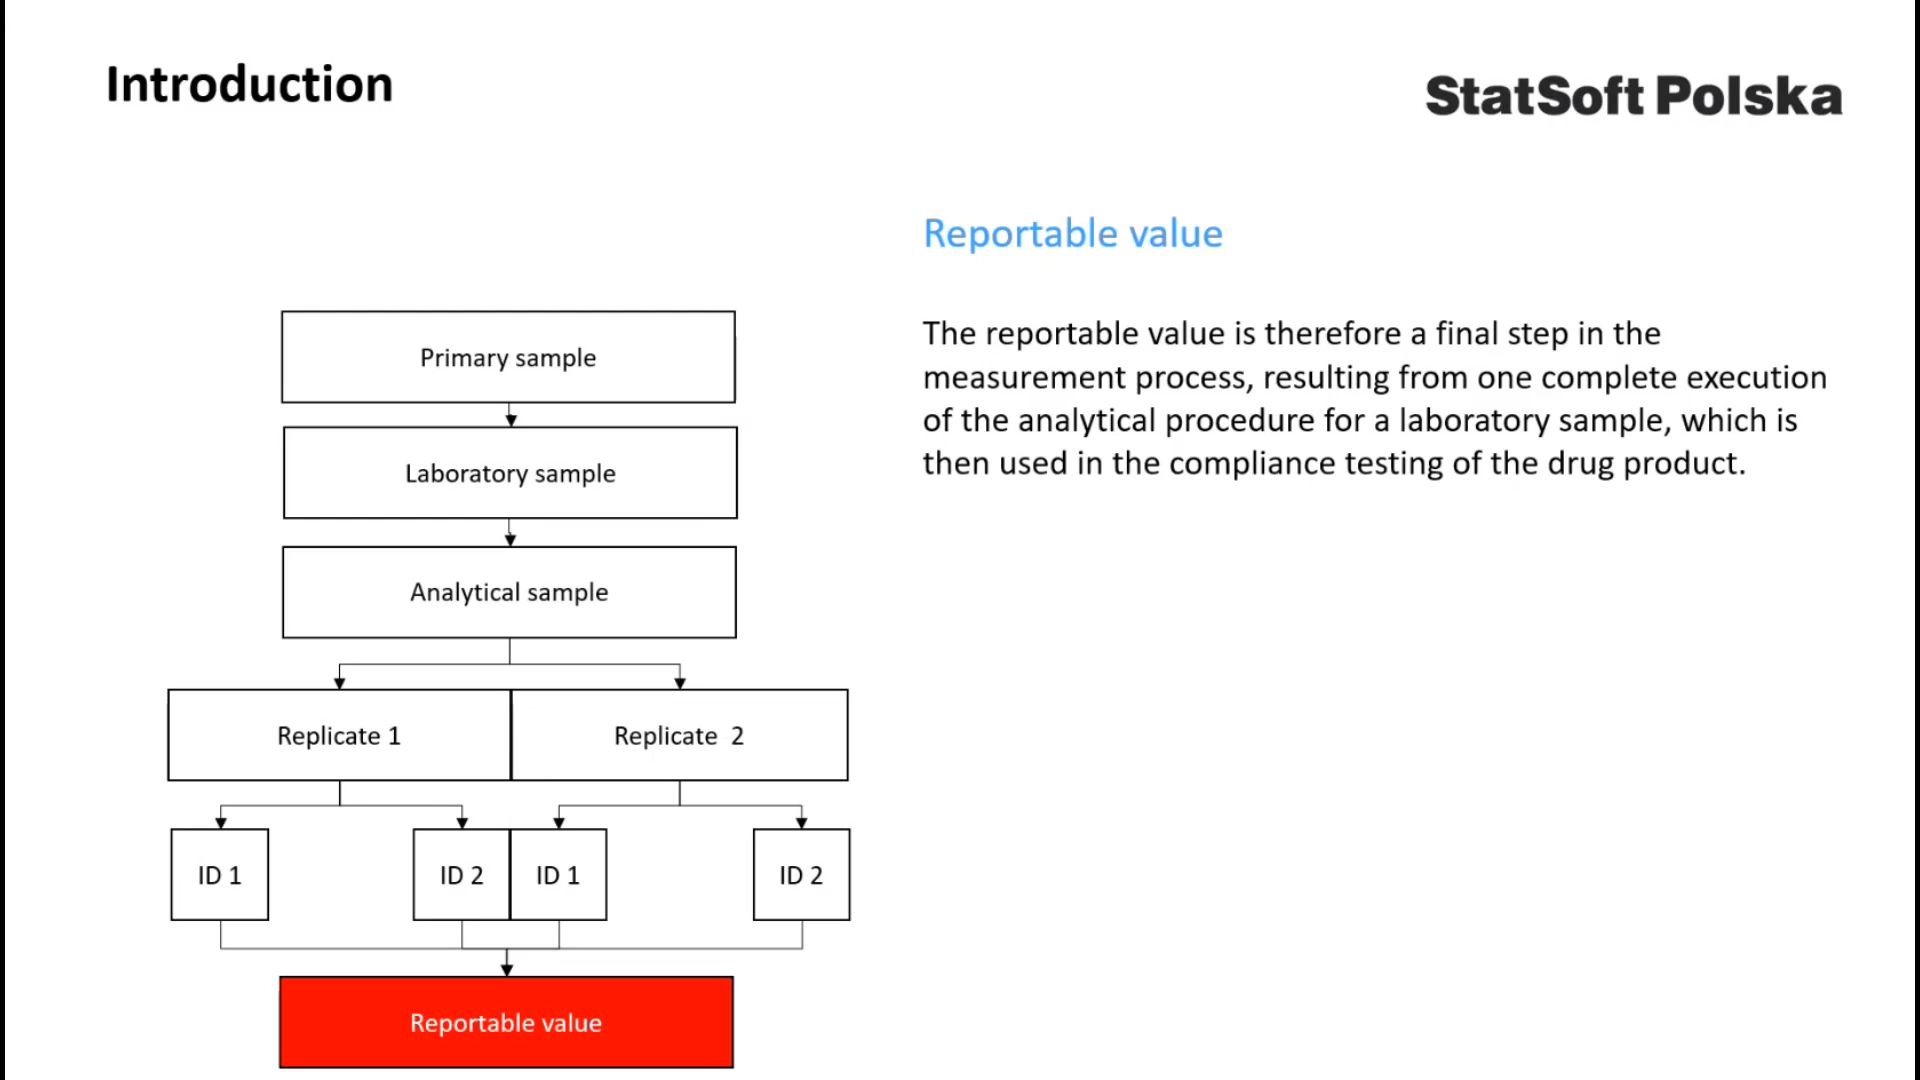 Introduction
StatSoft Polska
Reportable value
The reportable value is therefore a final step in the
measurement process, resulting from one complete execution
of the analytical procedure for a laboratory sample, which is
then used in the compliance testing of the drug product.
Primary sample
Laboratory sample
Analytical sample
Replicate 1
Replicate 2
ID 1
ID 2
ID 1
ID 2
Reportable value